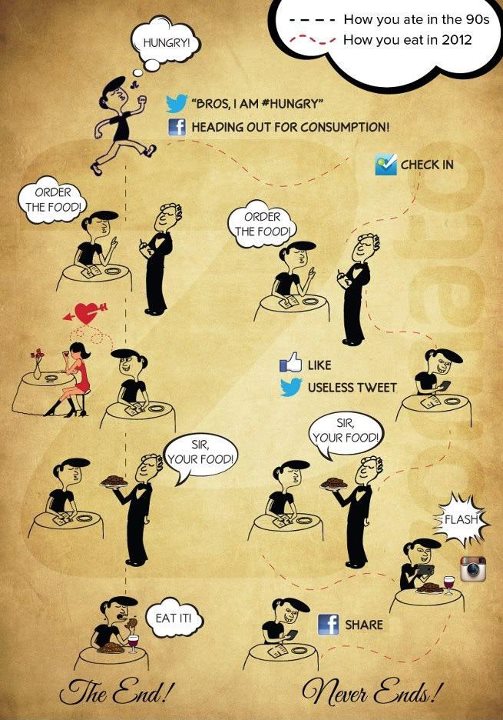 How you ate in the 90s
How you eat in 2012
HUNGRY!
"BROS, I AM #HUNGRY"
HEADING OUT FOR CONSUMPTION!
CHECK IN
ORDER
THE FOOD!
ORDER
THE FOOD!
LIKE
USELESS TWEET
SIR,
YOUR FOOD!
SIR,
YOUR FOOD!
FLASH
EAT IT!
SHARE
The End!
Never Ends!